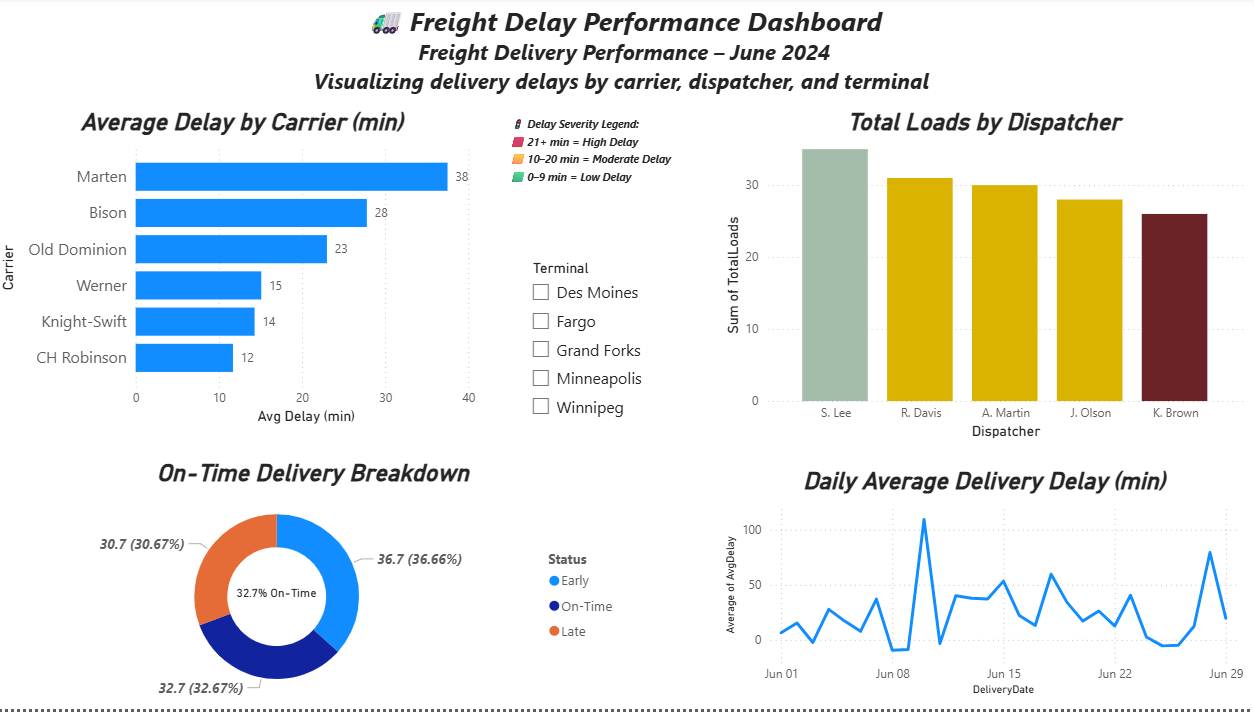 Freight Delay Performance Dashboard
Freight Delivery Performance – June 2024
Visualizing delivery delays by carrier, dispatcher, and terminal
Average Delay by Carrier (min)
Carrier
Marten
38
Bison
28
Old Dominion
23
Werner
15
Knight-Swift
14
CH Robinson
12
0 10 20 30 40
Avg Delay (min)
Delay Severity Legend:
21+ min = High Delay
10–20 min = Moderate Delay
0–9 min = Low Delay
Terminal
Des Moines
Fargo
Grand Forks
Minneapolis
Winnipeg
Total Loads by Dispatcher
Sum of TotalLoads
30
20
10
0
S. Lee R. Davis A. Martin J. Olson K. Brown
Dispatcher
On-Time Delivery Breakdown
30.7 (30.67%)
36.7 (36.66%)
32.7% On-Time
32.7 (32.67%)
Status
Early
On-Time
Late
Daily Average Delivery Delay (min)
Average of AvgDelay
100
50
0
Jun 01 Jun 08 Jun 15 Jun 22 Jun 29
DeliveryDate